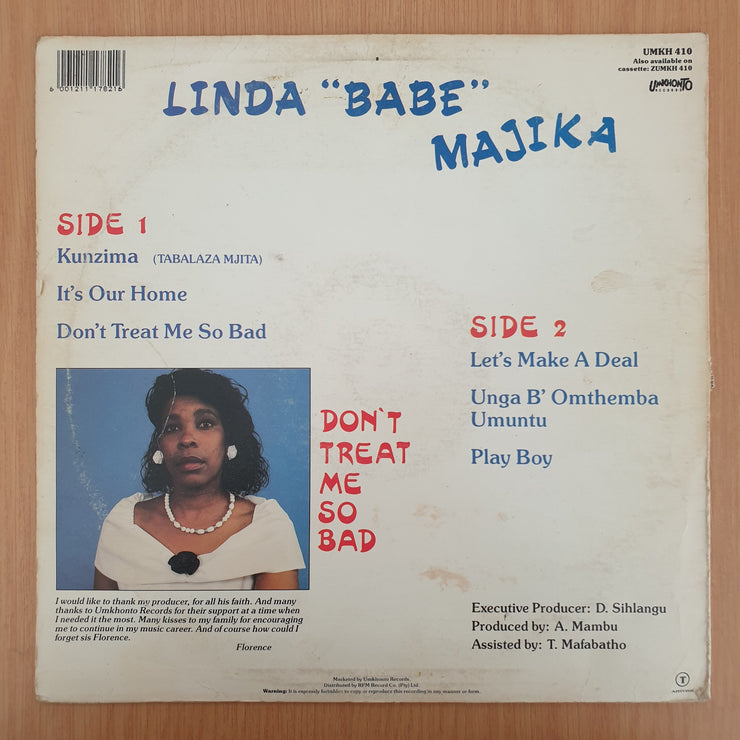 6 001211 178216
UMKH 410
Also available on
cassette: ZUMKH 410
UMKHONTO
RECORDS
LINDA "BABE"
MAJIKA
SIDE 1
Kunzima (TABALAZA MJITA)
It's Our Home
Don't Treat Me So Bad
SIDE 2
Let's Make A Deal
Unga B' Omthemba
Umuntu
Play Boy
DON'T
TREAT
ME
SO
BAD
I would like to thank my producer, for all his faith. And many
thanks to Umkhonto Records for their support at a time when
I needed it the most. Many kisses to my family for encouraging
me to continue in my music career. And of course how could I
forget sis Florence.
Florence
Executive Producer: D. Sihlangu
Produced by: A. Mambu
Assisted by: T. Mafabatho
Marketed by Umkhonto Records.
Distributed by RPM Record Co. (Pty) Ltd.
Warning: It is expressly forbidden to copy or reproduce this recording in any manner or form.
T